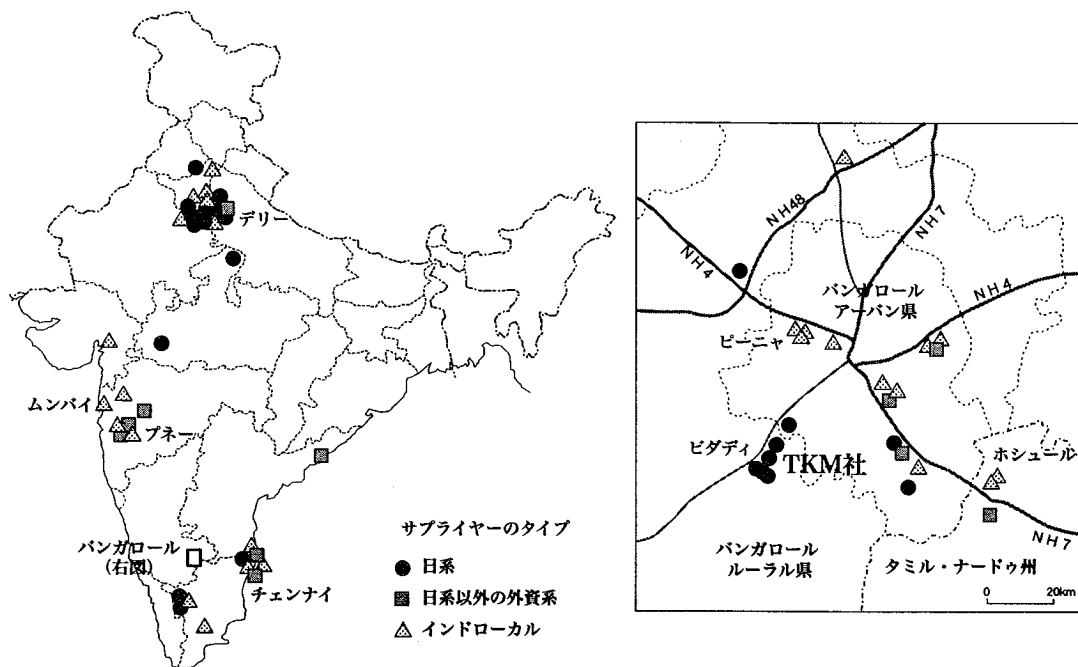 デリー
ムンバイ
プネー
バンガロール
（右図）
チェンナイ
サプライヤーのタイプ
日系
日系以外の外資系
インドローカル
NH48
NH7
NH4
バンガロール
アーバン県
NH4
ピーニャ
ビダディ
TKM社
ホシュール
NH7
バンガロール
ルーラル県
タミル・ナードゥ州
0 20km